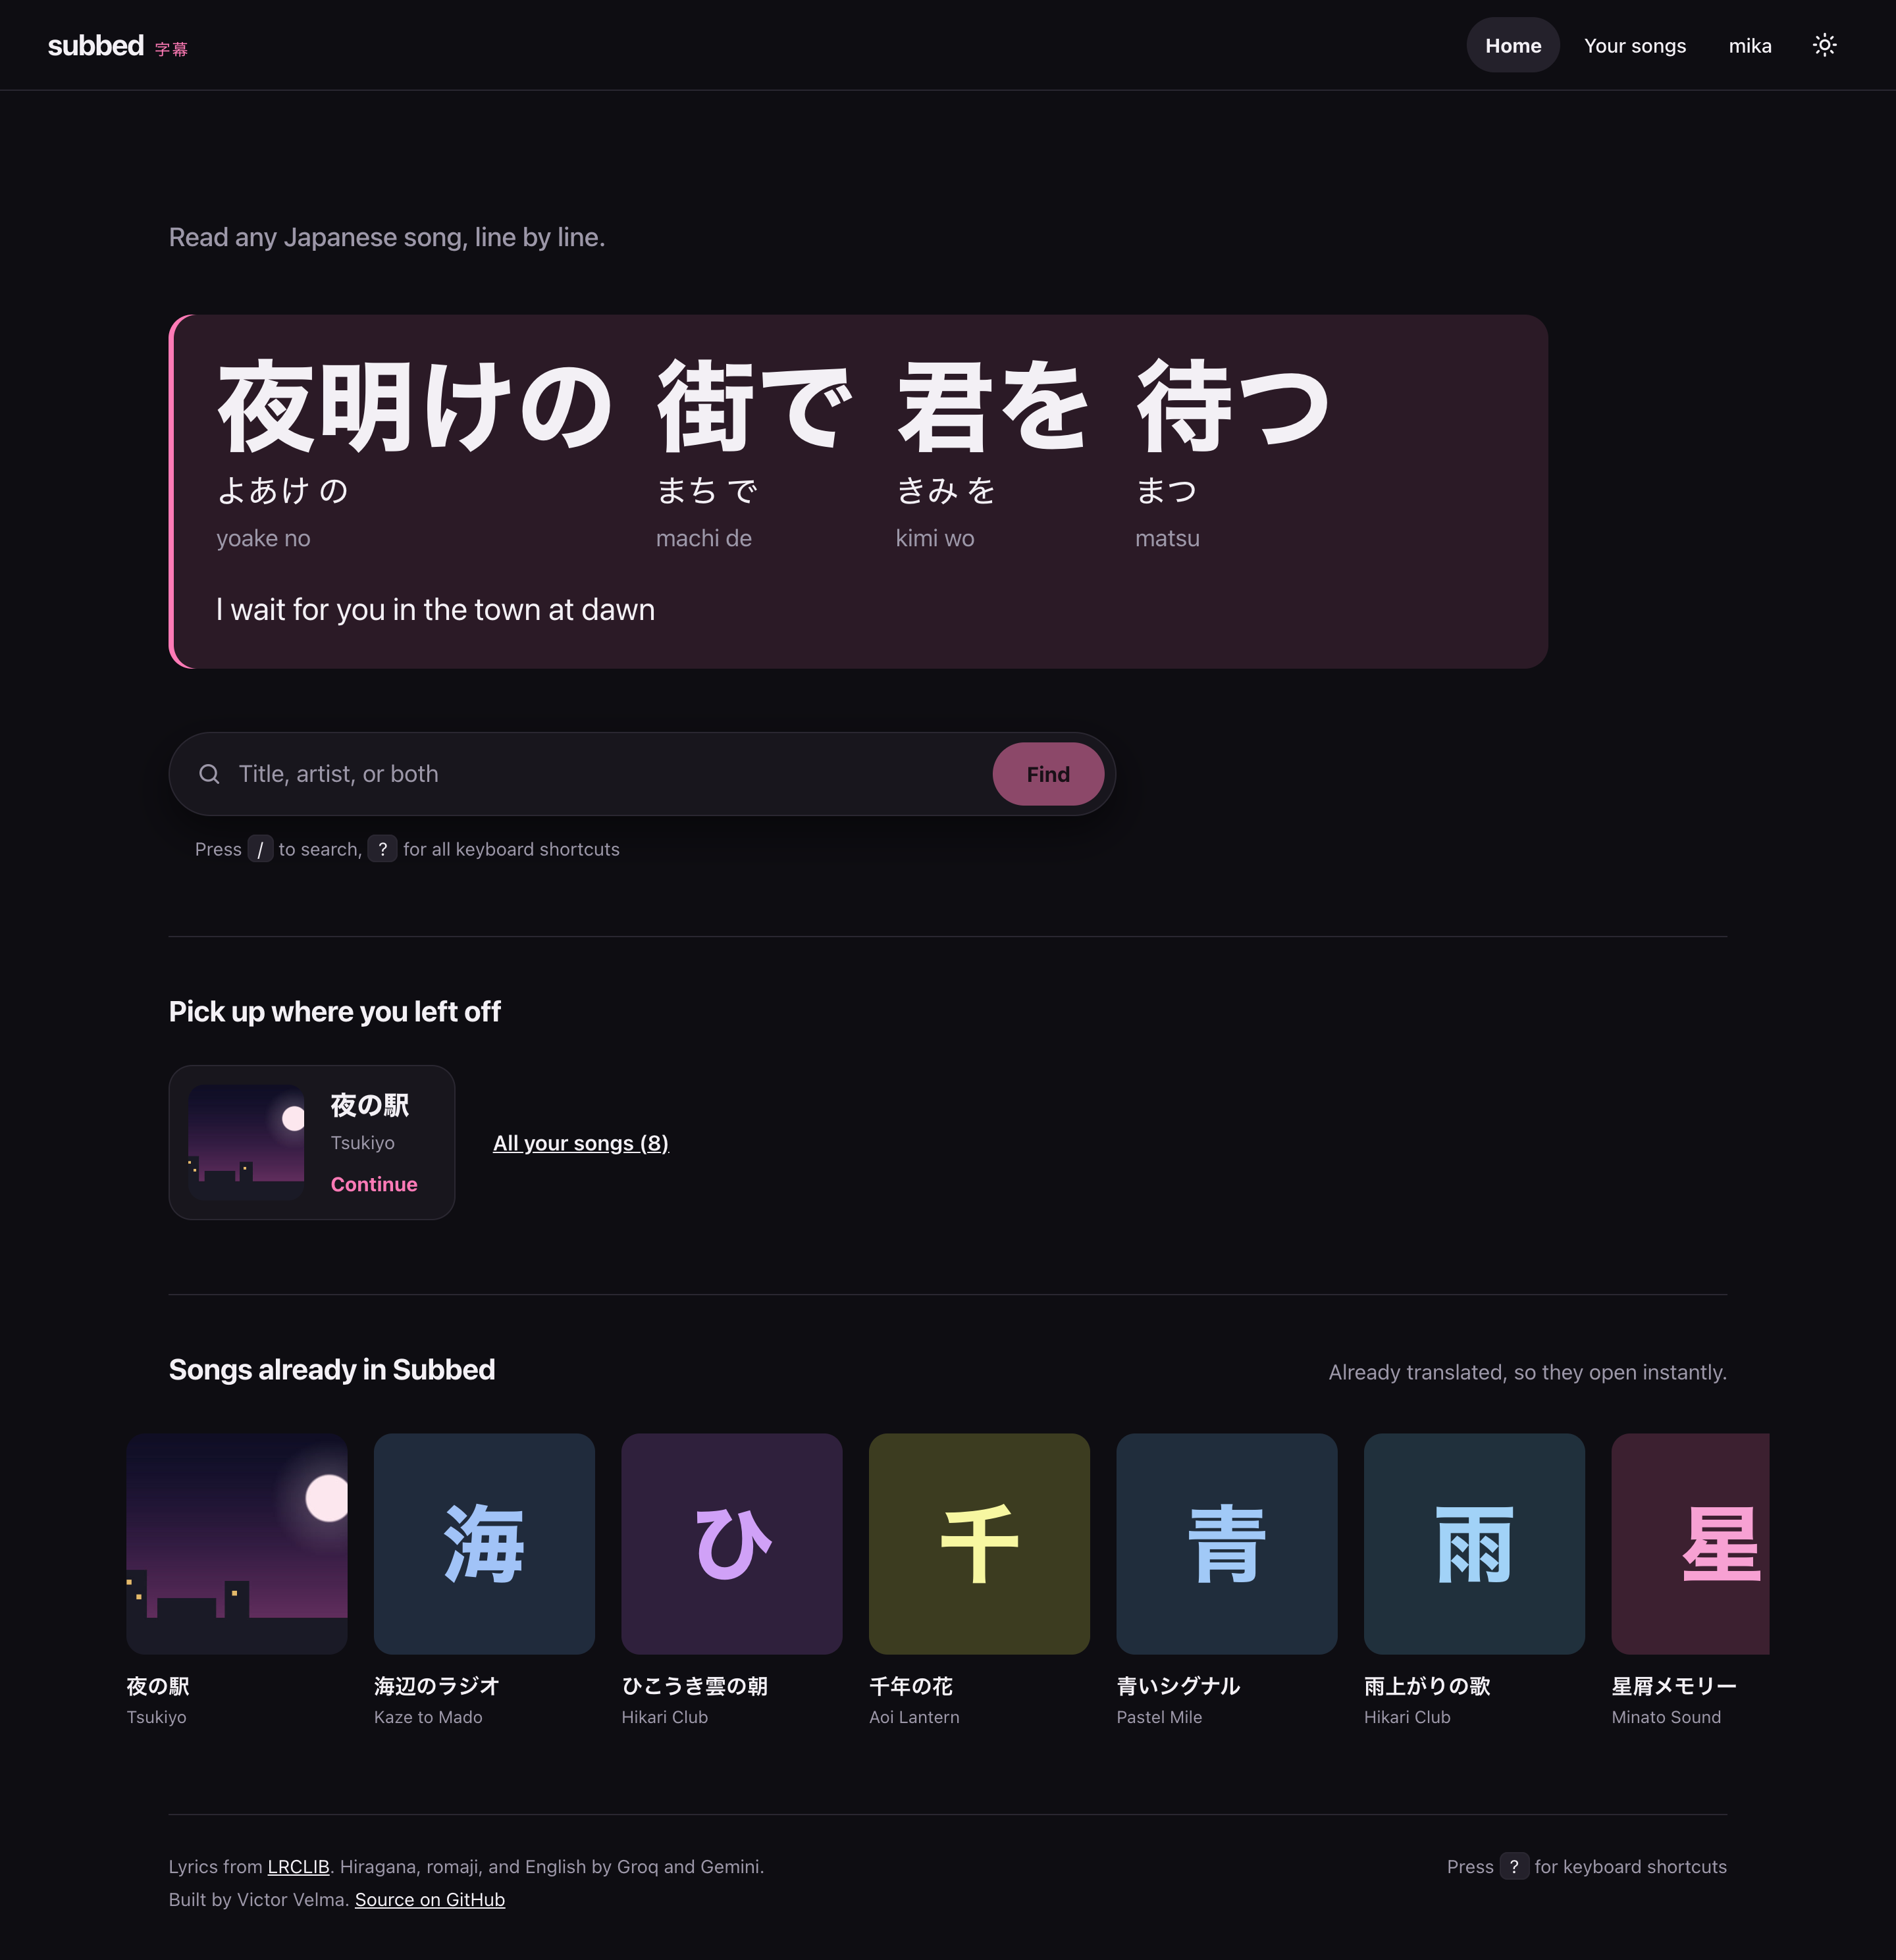 subbed 字幕
Home Your songs mika
Read any Japanese song, line by line.
夜明けの 街で 君を 待つ
よあけ の まち で きみ を まつ
yoake no machi de kimi wo matsu
I wait for you in the town at dawn
Title, artist, or both Find
Press / to search, ? for all keyboard shortcuts
Pick up where you left off
夜の駅
Tsukiyo
Continue
All your songs (8)
Songs already in Subbed Already translated, so they open instantly.
海 ひ 千 青 雨 星
夜の駅 海辺のラジオ ひこうき雲の朝 千年の花 青いシグナル 雨上がりの歌 星屑メモリー
Tsukiyo Kaze to Mado Hikari Club Aoi Lantern Pastel Mile Hikari Club Minato Sound
Lyrics from LRCLIB. Hiragana, romaji, and English by Groq and Gemini. Press ? for keyboard shortcuts
Built by Victor Velma. Source on GitHub